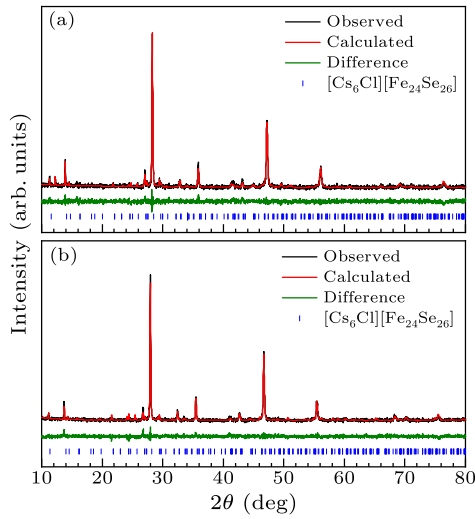 (a)
Observed
Calculated
Difference
[Cs₆Cl][Fe₂₄Se₂₆]
Intensity (arb. units)
(b)
Observed
Calculated
Difference
[Cs₆Cl][Fe₂₄Se₂₆]
10 20 30 40 50 60 70 80
2θ (deg)